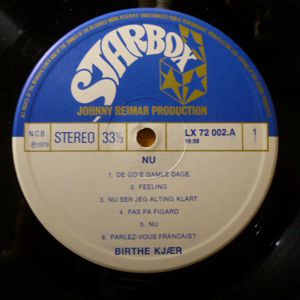 STARBOX
JOHNNY REIMAR PRODUCTION
NCB
Ⓟ 1978
STEREO
33⅓
LX 72 002.A
19:58
1
NU
1. DE GO'E GAMLE DAGE
2. FEELING
3. NU SER JEG ALTING KLART
4. PAS PÅ FIGARO
5. NU
6. PARLEZ-VOUS FRANCAIS?
BIRTHE KJÆR